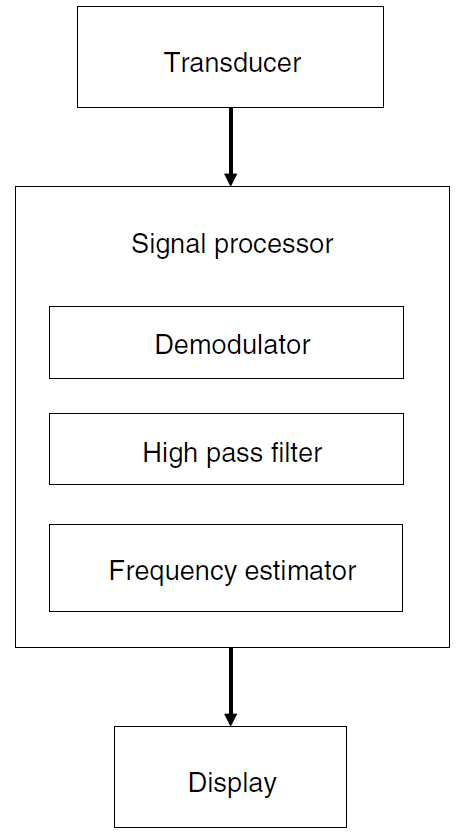 Transducer
Signal processor
Demodulator
High pass filter
Frequency estimator
Display